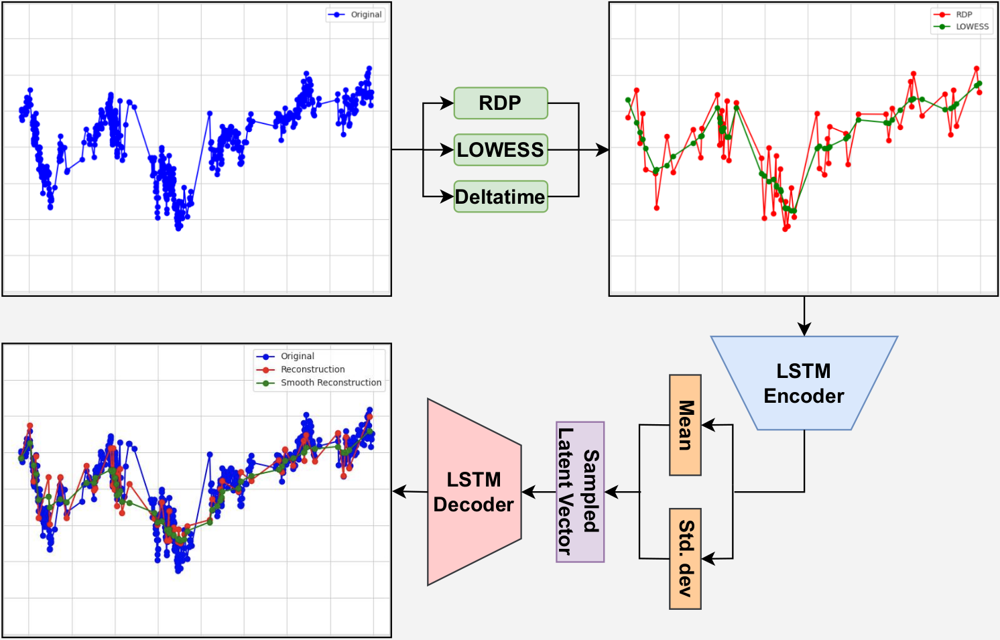 Original
RDP
LOWESS
Deltatime
RDP
LOWESS
LSTM
Encoder
Mean
Std. dev
Sampled
Latent Vector
LSTM
Decoder
Original
Reconstruction
Smooth Reconstruction